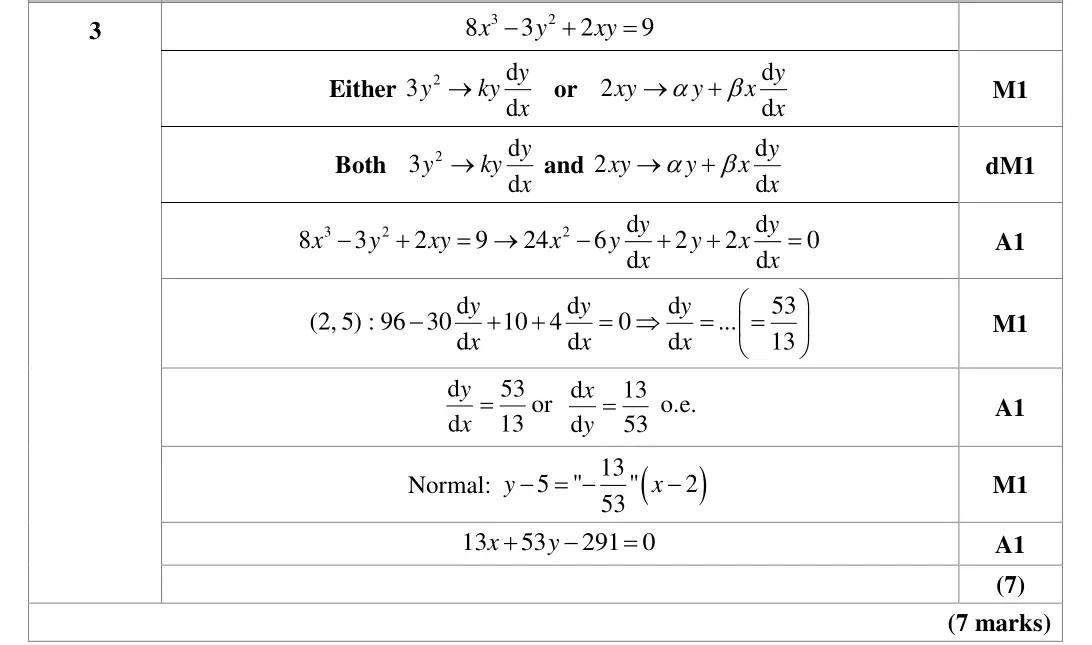 3 8x³ − 3y² + 2xy = 9
Either 3y² → ky dy/dx or 2xy → αy + βx dy/dx M1
Both 3y² → ky dy/dx and 2xy → αy + βx dy/dx dM1
8x³ − 3y² + 2xy = 9 → 24x² − 6y dy/dx + 2y + 2x dy/dx = 0 A1
(2, 5) : 96 − 30 dy/dx + 10 + 4 dy/dx = 0 ⇒ dy/dx = ... (= 53/13) M1
dy/dx = 53/13 or dx/dy = 13/53 o.e. A1
Normal: y − 5 = "− 13/53" (x − 2) M1
13x + 53y − 291 = 0 A1
(7)
(7 marks)